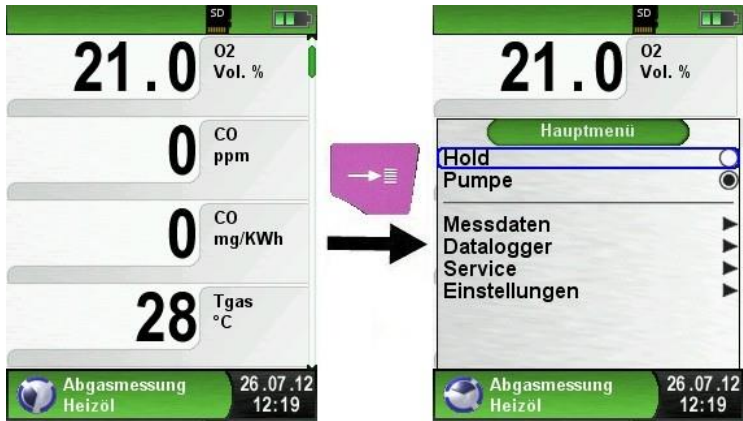 SD
21.0 O2
Vol. %
0 CO
ppm
0 CO
mg/KWh
28 Tgas
°C
Abgasmessung 26.07.12
Heizöl 12:19
SD
21.0 O2
Vol. %
Hauptmenü
Hold
Pumpe
Messdaten
Datalogger
Service
Einstellungen
Abgasmessung 26.07.12
Heizöl 12:19